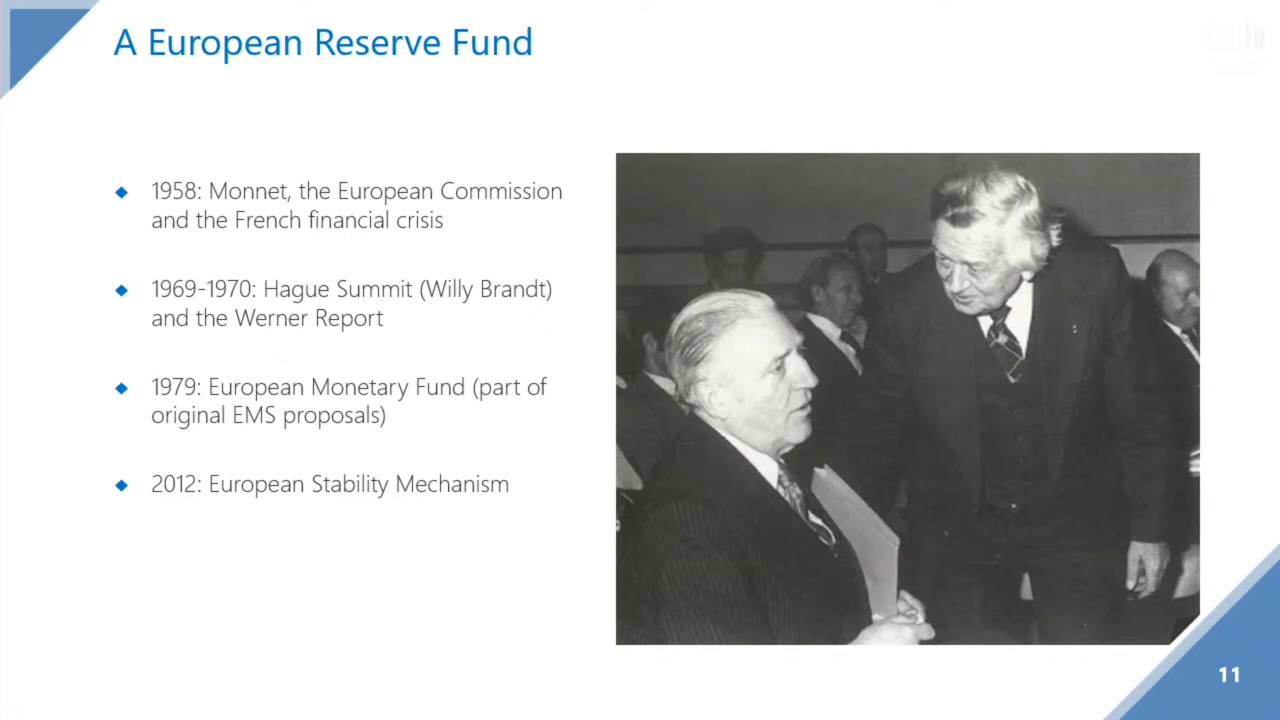 A European Reserve Fund
1958: Monnet, the European Commission
and the French financial crisis
1969-1970: Hague Summit (Willy Brandt)
and the Werner Report
1979: European Monetary Fund (part of
original EMS proposals)
2012: European Stability Mechanism
11